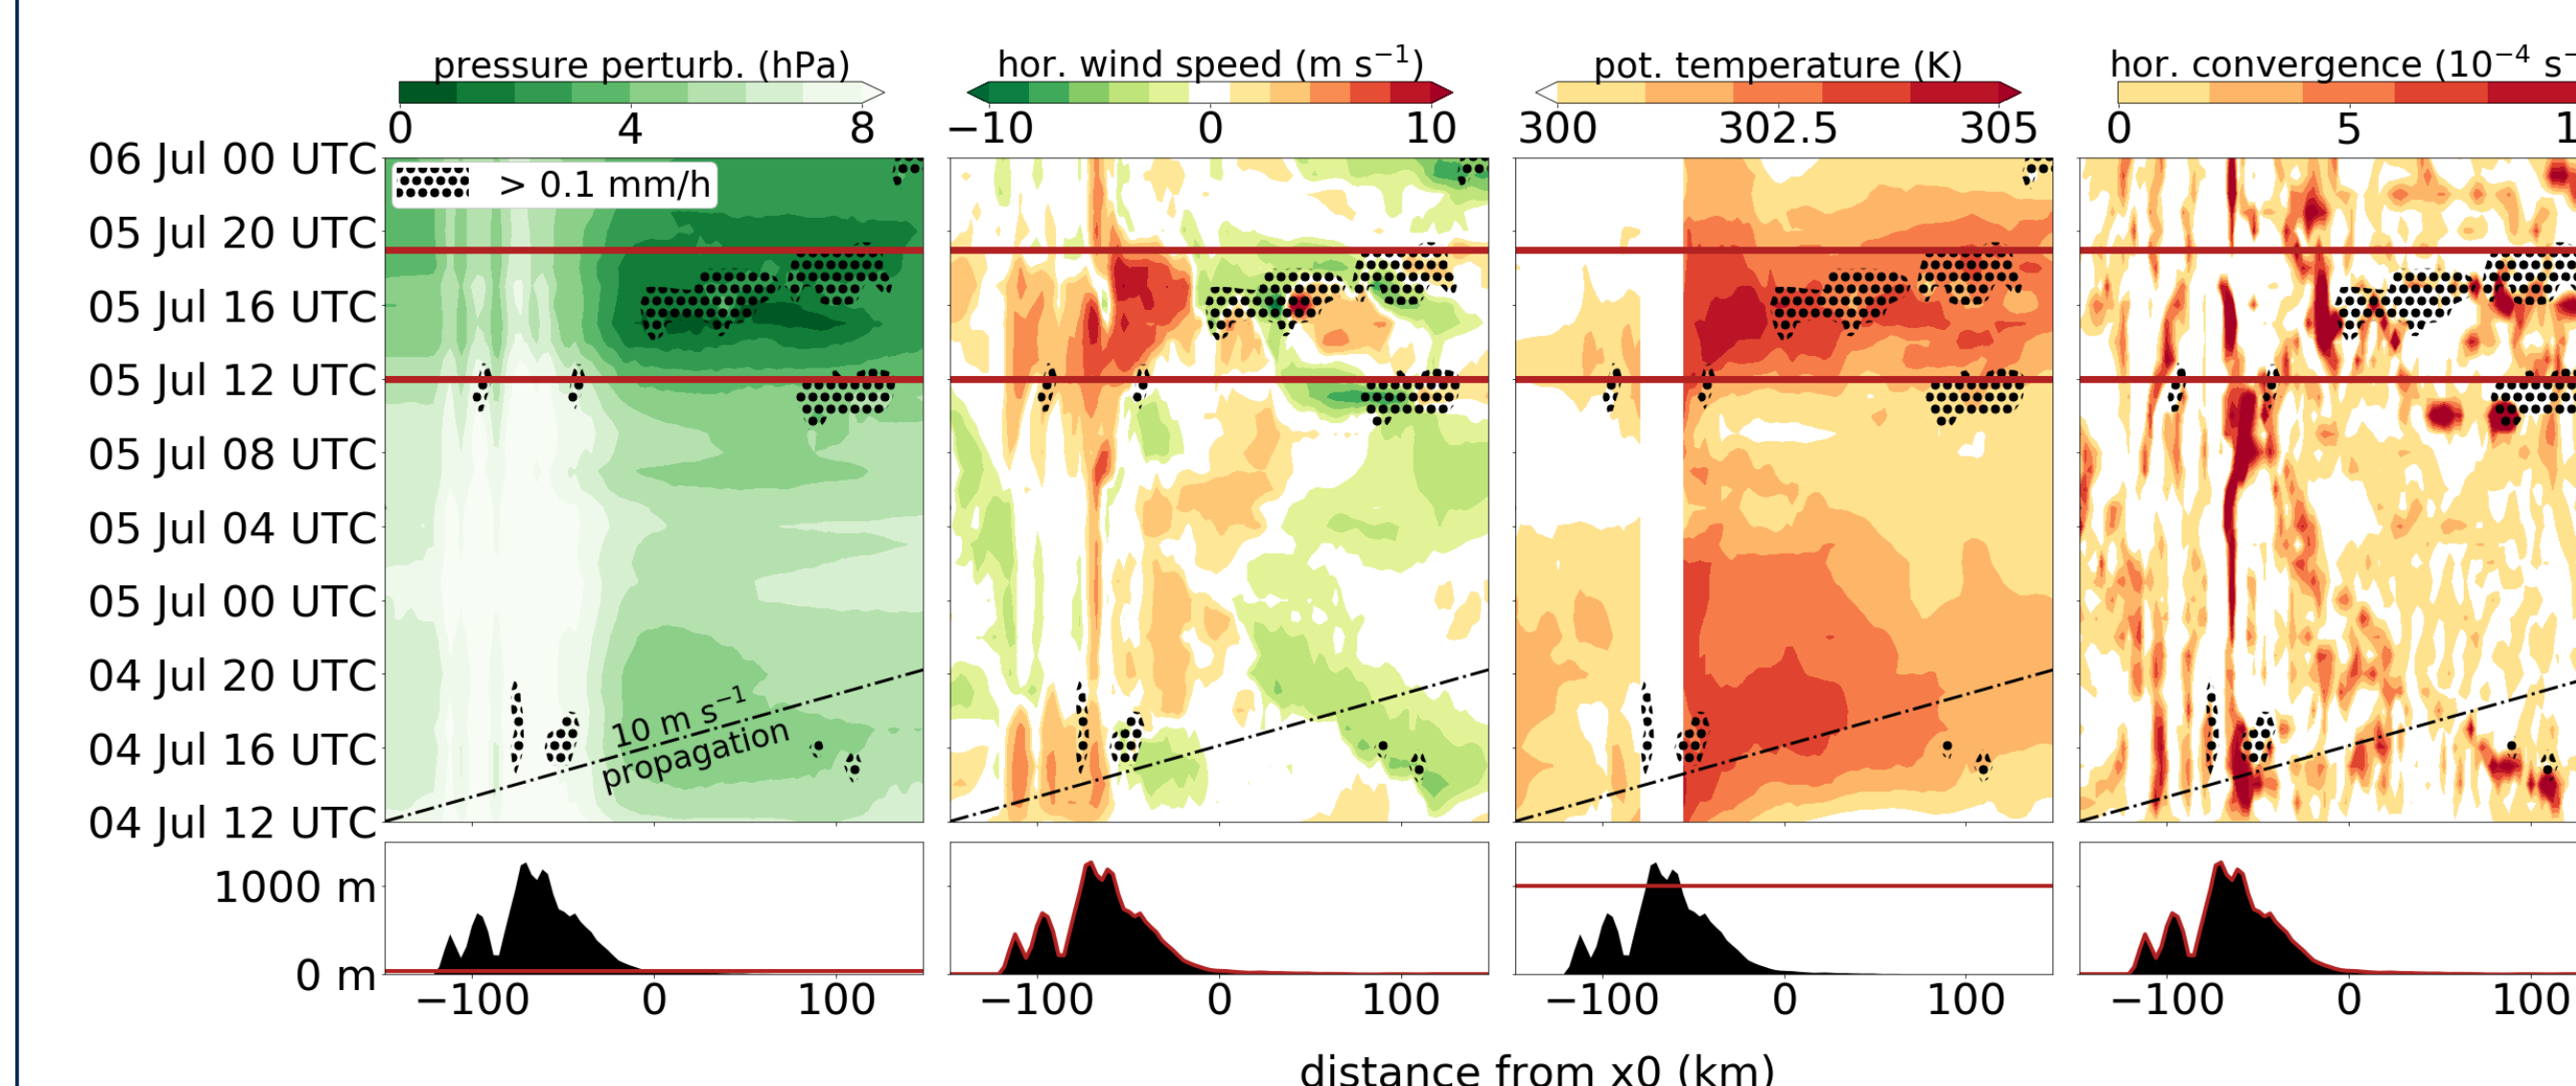 pressure perturb. (hPa)
hor. wind speed (m s⁻¹)
pot. temperature (K)
hor. convergence (10⁻⁴ s⁻
0 4 8
−10 0 10
300 302.5 305
0 5 1
06 Jul 00 UTC
> 0.1 mm/h
05 Jul 20 UTC
05 Jul 16 UTC
05 Jul 12 UTC
05 Jul 08 UTC
05 Jul 04 UTC
05 Jul 00 UTC
04 Jul 20 UTC
10 m s⁻¹
propagation
04 Jul 16 UTC
04 Jul 12 UTC
1000 m
0 m
−100 0 100
−100 0 100
−100 0 100
−100 0 100
distance from x0 (km)